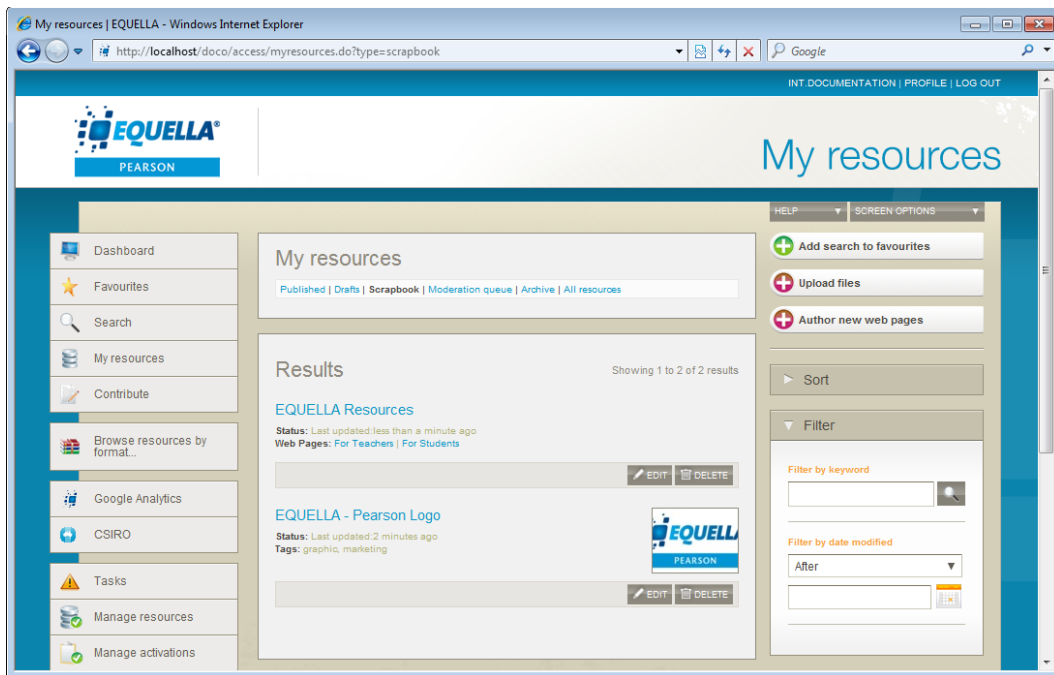 My resources | EQUELLA - Windows Internet Explorer
http://localhost/doco/access/myresources.do?type=scrapbook
Google
INT.DOCUMENTATION | PROFILE | LOG OUT
EQUELLA®
PEARSON
My resources
HELP
SCREEN OPTIONS
Dashboard
Favourites
Search
My resources
Contribute
Browse resources by
format...
Google Analytics
CSIRO
Tasks
Manage resources
Manage activations
My resources
Published | Drafts | Scrapbook | Moderation queue | Archive | All resources
Results
Showing 1 to 2 of 2 results
EQUELLA Resources
Status: Last updated:less than a minute ago
Web Pages: For Teachers | For Students
EDIT
DELETE
EQUELLA - Pearson Logo
Status: Last updated:2 minutes ago
Tags: graphic, marketing
EQUELLA
PEARSON
EDIT
DELETE
Add search to favourites
Upload files
Author new web pages
Sort
Filter
Filter by keyword
Filter by date modified
After